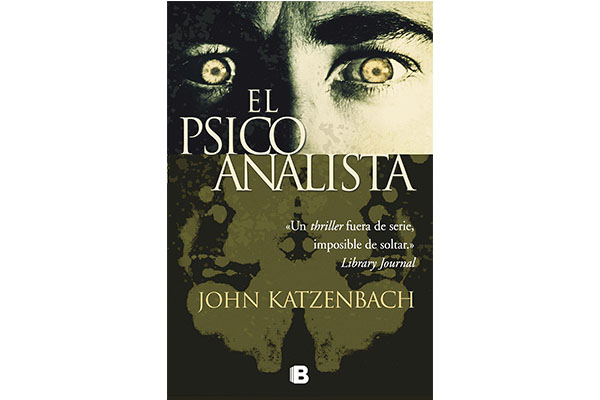 EL
PSICO
ANALISTA
«Un thriller fuera de serie,
imposible de soltar.»
Library Journal
JOHN KATZENBACH
B